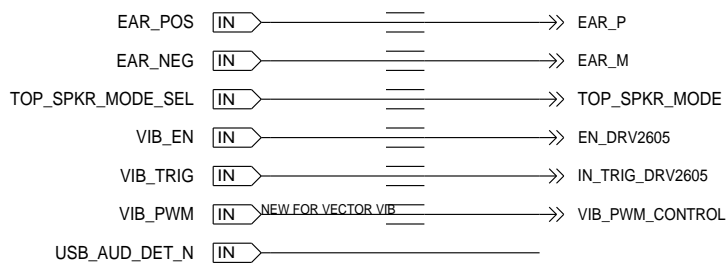 EAR_POS IN EAR_P
EAR_NEG IN EAR_M
TOP_SPKR_MODE_SEL IN TOP_SPKR_MODE
VIB_EN IN EN_DRV2605
VIB_TRIG IN IN_TRIG_DRV2605
VIB_PWM IN NEW FOR VECTOR VIB VIB_PWM_CONTROL
USB_AUD_DET_N IN